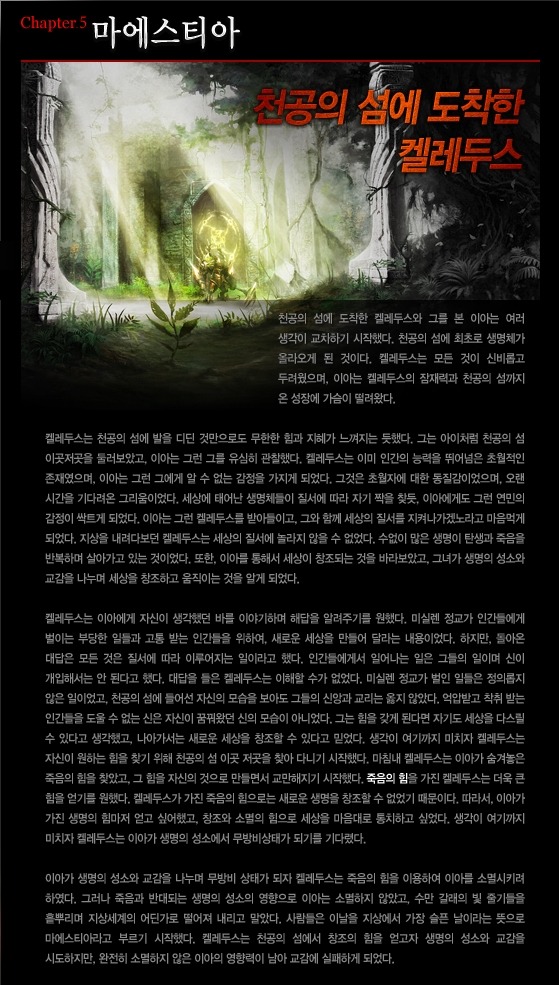 Chapter 5 마에스티아
천공의 섬에 도착한
켈레두스
천공의 섬에 도착한 켈레두스와 그를 본 이아는 여러
생각이 교차하기 시작했다. 천공의 섬에 최초로 생명체가
올라오게 된 것이다. 켈레두스는 모든 것이 신비롭고
두려웠으며, 이아는 켈레두스의 잠재력과 천공의 섬까지
온 성장에 가슴이 떨려왔다.
켈레두스는 천공의 섬에 발을 디딘 것만으로도 무한한 힘과 지혜가 느껴지는 듯했다. 그는 아이처럼 천공의 섬
이곳저곳을 둘러보았고, 이아는 그런 그를 유심히 관찰했다. 켈레두스는 이미 인간의 능력을 뛰어넘은 초월적인
존재였으며, 이아는 그런 그에게 알 수 없는 감정을 가지게 되었다. 그것은 초월자에 대한 동질감이었으며, 오랜
시간을 기다려온 그리움이었다. 세상에 태어난 생명체들이 질서에 따라 자기 짝을 찾듯, 이아에게도 그런 연민의
감정이 싹트게 되었다. 이아는 그런 켈레두스를 받아들이고, 그와 함께 세상의 질서를 지켜나가겠노라고 마음먹게
되었다. 지상을 내려다보던 켈레두스는 세상의 질서에 놀라지 않을 수 없었다. 수없이 많은 생명이 탄생과 죽음을
반복하며 살아가고 있는 것이었다. 또한, 이아를 통해서 세상이 창조되는 것을 바라보았고, 그녀가 생명의 성소와
교감을 나누며 세상을 창조하고 움직이는 것을 알게 되었다.
켈레두스는 이아에게 자신이 생각했던 바를 이야기하며 해답을 알려주기를 원했다. 미실렌 정교가 인간들에게
벌이는 부당한 일들과 고통 받는 인간들을 위하여, 새로운 세상을 만들어 달라는 내용이었다. 하지만, 돌아온
대답은 모든 것은 질서에 따라 이루어지는 일이라고 했다. 인간들에게서 일어나는 일은 그들의 일이며 신이
개입해서는 안 된다고 했다. 대답을 들은 켈레두스는 이해할 수가 없었다. 미실렌 정교가 벌인 일들은 정의롭지
않은 일이었고, 천공의 섬에 들어선 자신의 모습을 보아도 그들의 신앙과 교리는 옳지 않았다. 억압받고 착취 받는
인간들을 도울 수 없는 신은 자신이 꿈꿔왔던 신의 모습이 아니었다. 그는 힘을 갖게 된다면 자기도 세상을 다스릴
수 있다고 생각했고, 나아가서는 새로운 세상을 창조할 수 있다고 믿었다. 생각이 여기까지 미치자 켈레두스는
자신이 원하는 힘을 찾기 위해 천공의 섬 이곳 저곳을 찾아 다니기 시작했다. 마침내 켈레두스는 이아가 숨겨놓은
죽음의 힘을 찾았고, 그 힘을 자신의 것으로 만들면서 교만해지기 시작했다. 죽음의 힘을 가진 켈레두스는 더욱 큰
힘을 얻기를 원했다. 켈레두스가 가진 죽음의 힘으로는 새로운 생명을 창조할 수 없었기 때문이다. 따라서, 이아가
가진 생명의 힘마저 얻고 싶어했고, 창조와 소멸의 힘으로 세상을 마음대로 통치하고 싶었다. 생각이 여기까지
미치자 켈레두스는 이아가 생명의 성소에서 무방비상태가 되기를 기다렸다.
이아가 생명의 성소와 교감을 나누며 무방비 상태가 되자 켈레두스는 죽음의 힘을 이용하여 이아를 소멸시키려
하였다. 그러나 죽음과 반대되는 생명의 성소의 영향으로 이아는 소멸하지 않았고, 수만 갈래의 빛 줄기들을
흩뿌리며 지상세계의 어딘가로 떨어져 내리고 말았다. 사람들은 이날을 지상에서 가장 슬픈 날이라는 뜻으로
마에스티아라고 부르기 시작했다. 켈레두스는 천공의 섬에서 창조의 힘을 얻고자 생명의 성소와 교감을
시도하지만, 완전히 소멸하지 않은 이아의 영향력이 남아 교감에 실패하게 되었다.